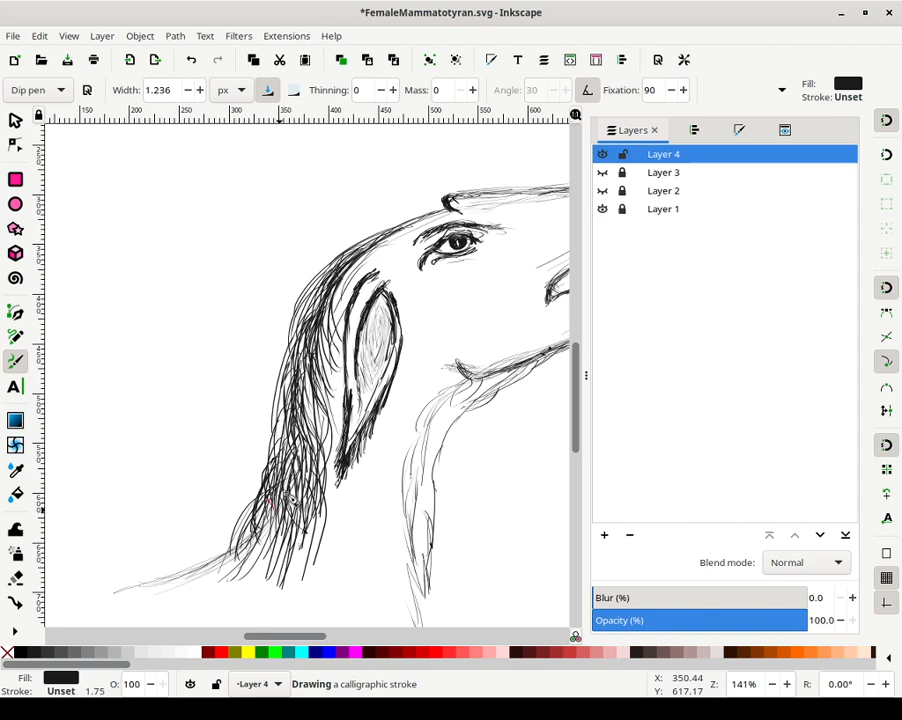 *FemaleMammatotyran.svg - Inkscape
File Edit View Layer Object Path Text Filters Extensions Help
Dip pen Width: 1.236 px Thinning: 0 Mass: 0 Angle: 30 Fixation: 90 Fill:
Stroke: Unset
150 250 350 450 550 600
Layers
Layer 4
Layer 3
Layer 2
Layer 1
Blend mode: Normal
Blur (%) 0.0
Opacity (%) 100.0
Fill:
Stroke: Unset 1.75 O: 100 •Layer 4 Drawing a calligraphic stroke X: 350.44
Y: 617.17 Z: 141% R: 0.00°